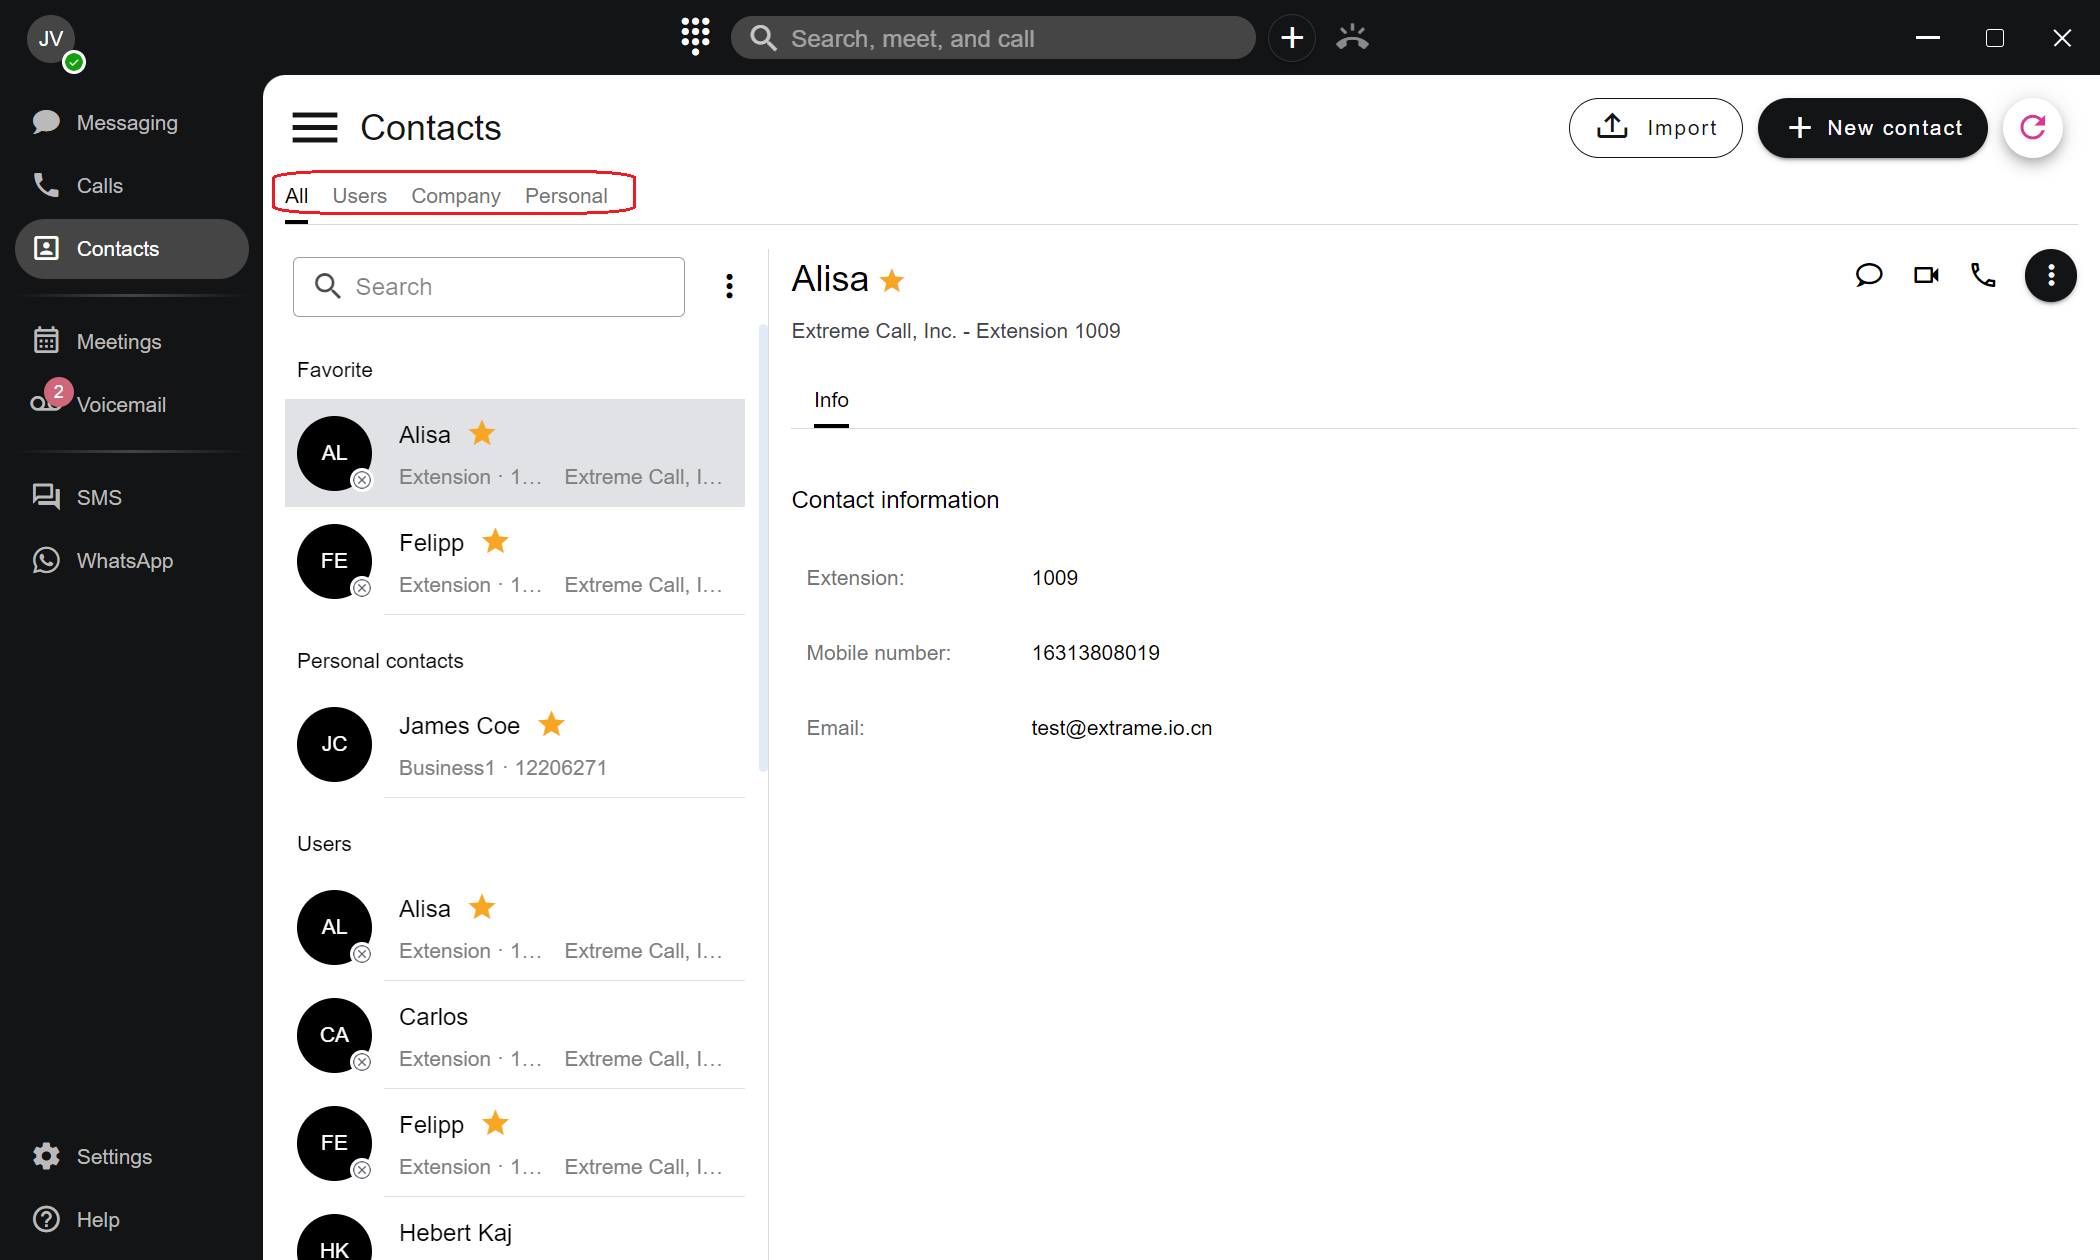 JV
Search, meet, and call
Messaging
Calls
Contacts
Meetings
2
Voicemail
SMS
WhatsApp
Settings
Help
Contacts
Import
New contact
All Users Company Personal
Search
Favorite
AL
Alisa
Extension · 1... Extreme Call, I...
FE
Felipp
Extension · 1... Extreme Call, I...
Personal contacts
JC
James Coe
Business1 · 12206271
Users
AL
Alisa
Extension · 1... Extreme Call, I...
CA
Carlos
Extension · 1... Extreme Call, I...
FE
Felipp
Extension · 1... Extreme Call, I...
HK
Hebert Kaj
Alisa
Extreme Call, Inc. - Extension 1009
Info
Contact information
Extension: 1009
Mobile number: 16313808019
Email: test@extrame.io.cn